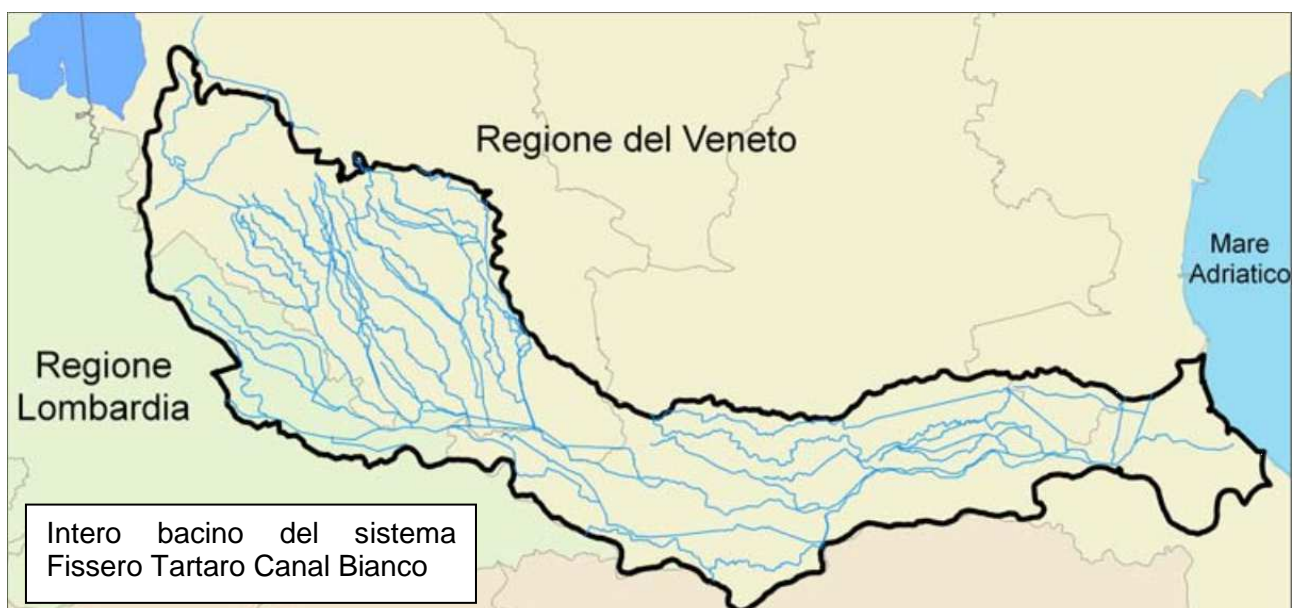 Regione del Veneto
Mare
Adriatico
Regione
Lombardia
Intero bacino del sistema
Fissero Tartaro Canal Bianco